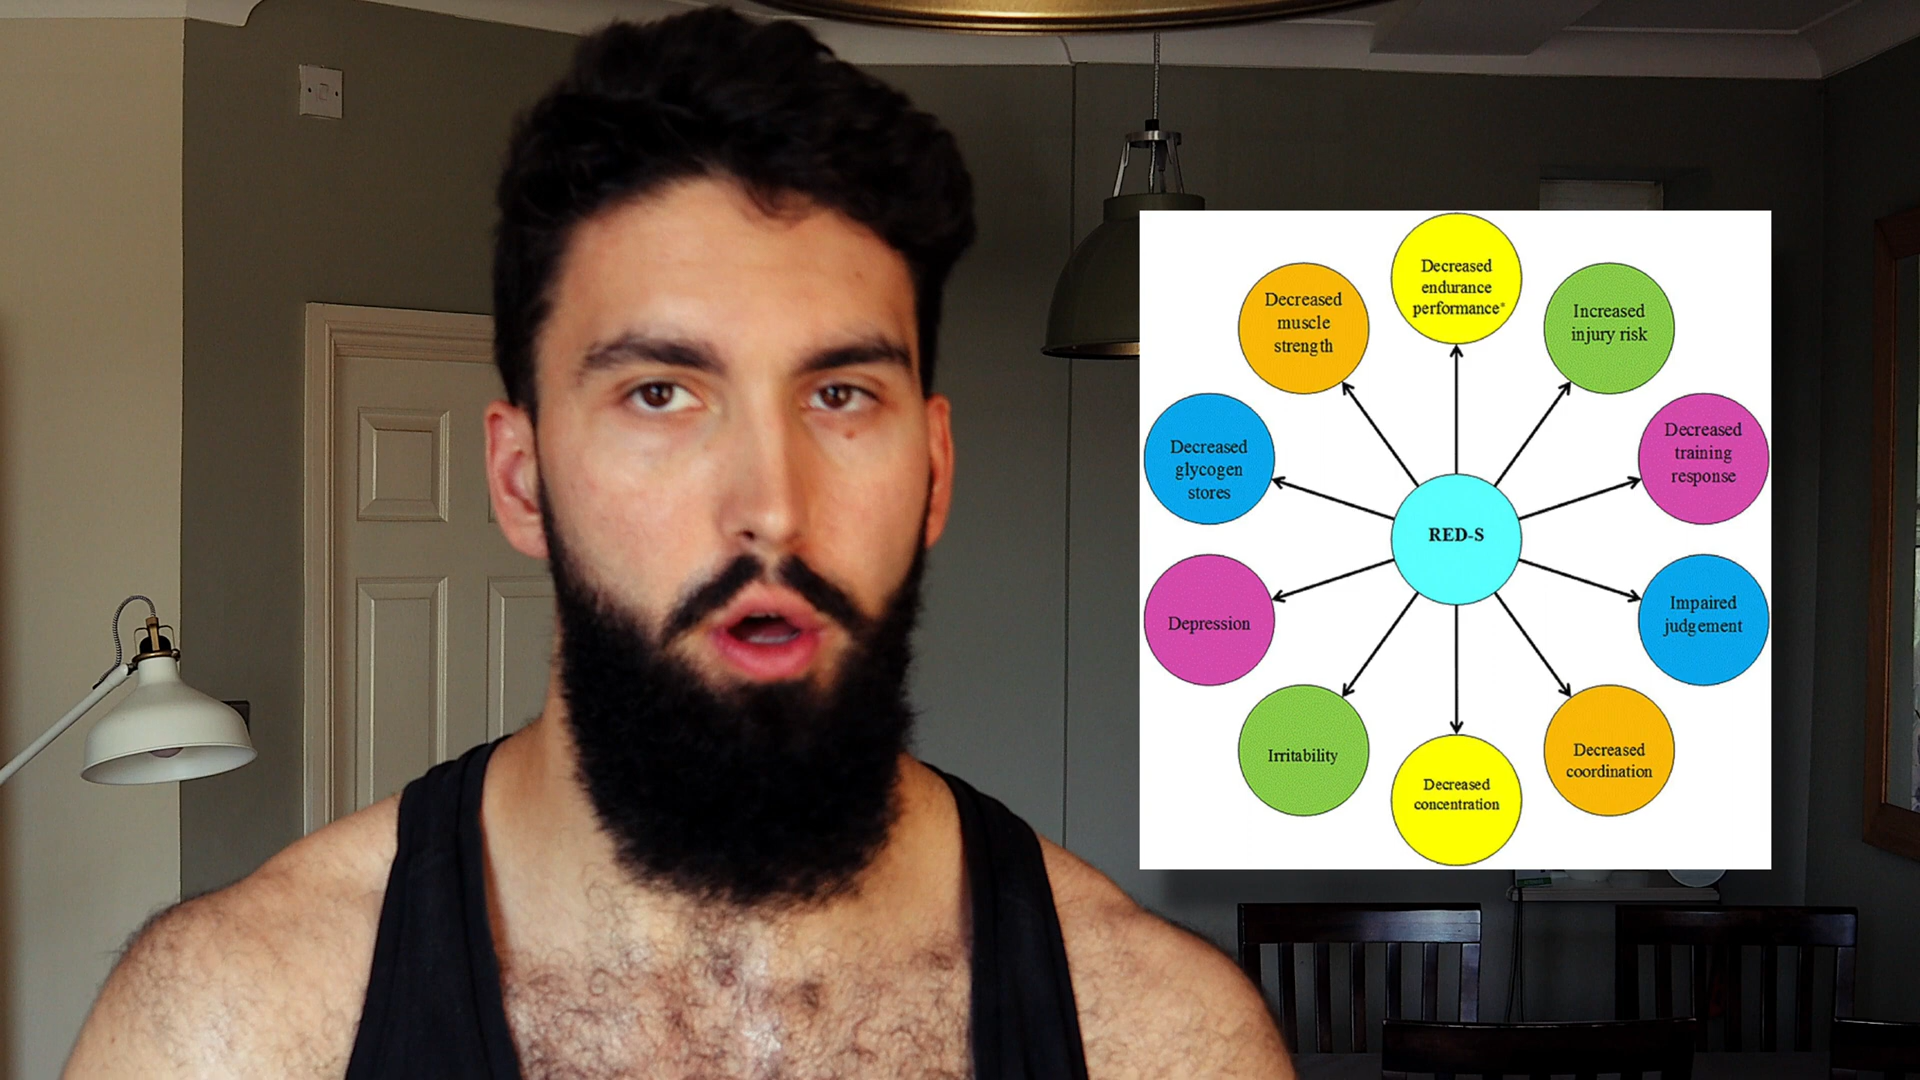 Decreased
endurance
performance*
Increased
injury risk
Decreased
training
response
Impaired
judgement
Decreased
coordination
Decreased
concentration
Irritability
Depression
Decreased
glycogen
stores
Decreased
muscle
strength
RED-S